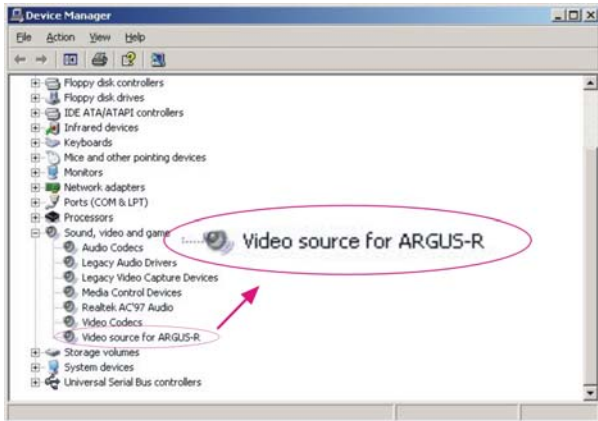 Device Manager
File Action View Help
Floppy disk controllers
Floppy disk drives
IDE ATA/ATAPI controllers
Infrared devices
Keyboards
Mice and other pointing devices
Monitors
Network adapters
Ports (COM & LPT)
Processors
Sound, video and game
Video source for ARGUS-R
Audio Codecs
Legacy Audio Drivers
Legacy Video Capture Devices
Media Control Devices
Realtek AC'97 Audio
Video Codecs
Video source for ARGUS-R
Storage volumes
System devices
Universal Serial Bus controllers